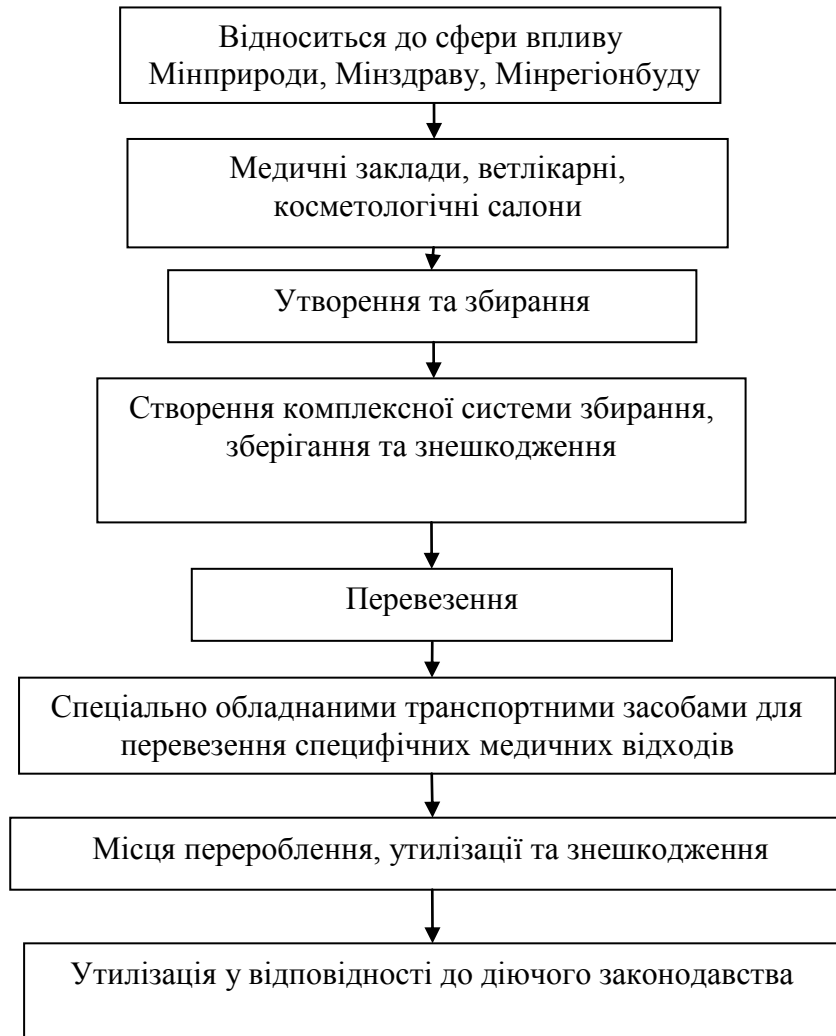 Відноситься до сфери впливу
Мінприроди, Мінздраву, Мінрегіонбуду
Медичні заклади, ветлікарні,
косметологічні салони
Утворення та збирання
Створення комплексної системи збирання,
зберігання та знешкодження
Перевезення
Спеціально обладнаними транспортними засобами для
перевезення специфічних медичних відходів
Місця перероблення, утилізації та знешкодження
Утилізація у відповідності до діючого законодавства